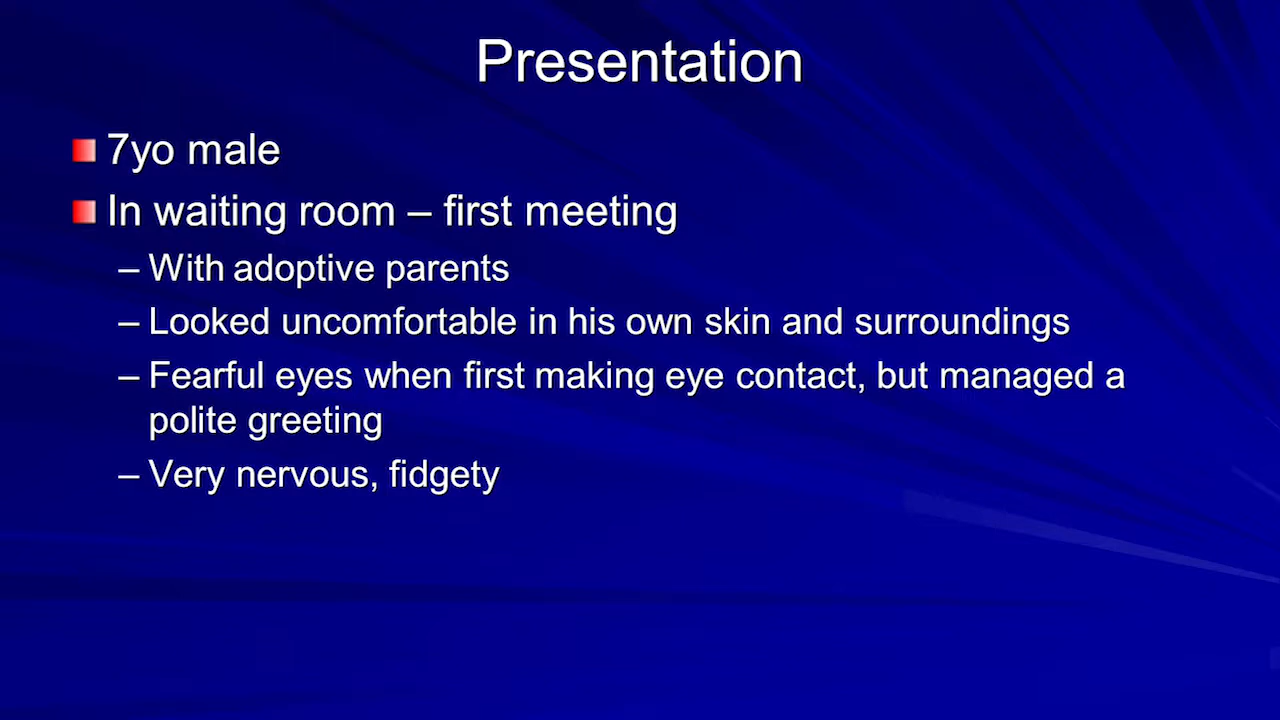 Presentation
7yo male
In waiting room – first meeting
– With adoptive parents
– Looked uncomfortable in his own skin and surroundings
– Fearful eyes when first making eye contact, but managed a
polite greeting
– Very nervous, fidgety